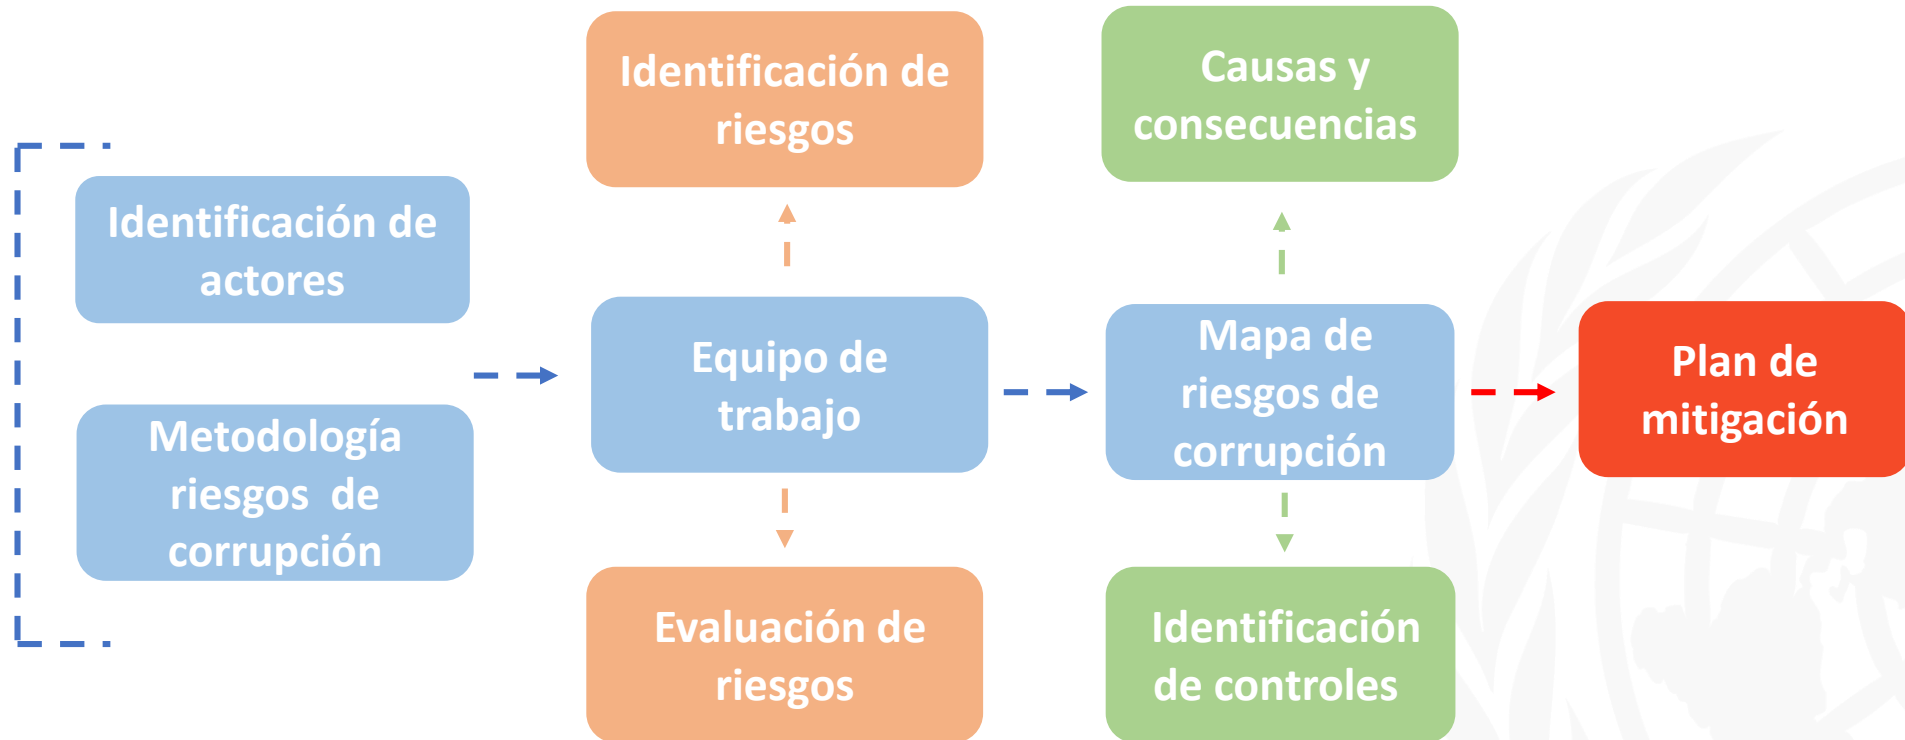 Identificación de
actores
Metodología
riesgos de
corrupción
Identificación de
riesgos
Equipo de
trabajo
Evaluación de
riesgos
Causas y
consecuencias
Mapa de
riesgos de
corrupción
Identificación
de controles
Plan de
mitigación